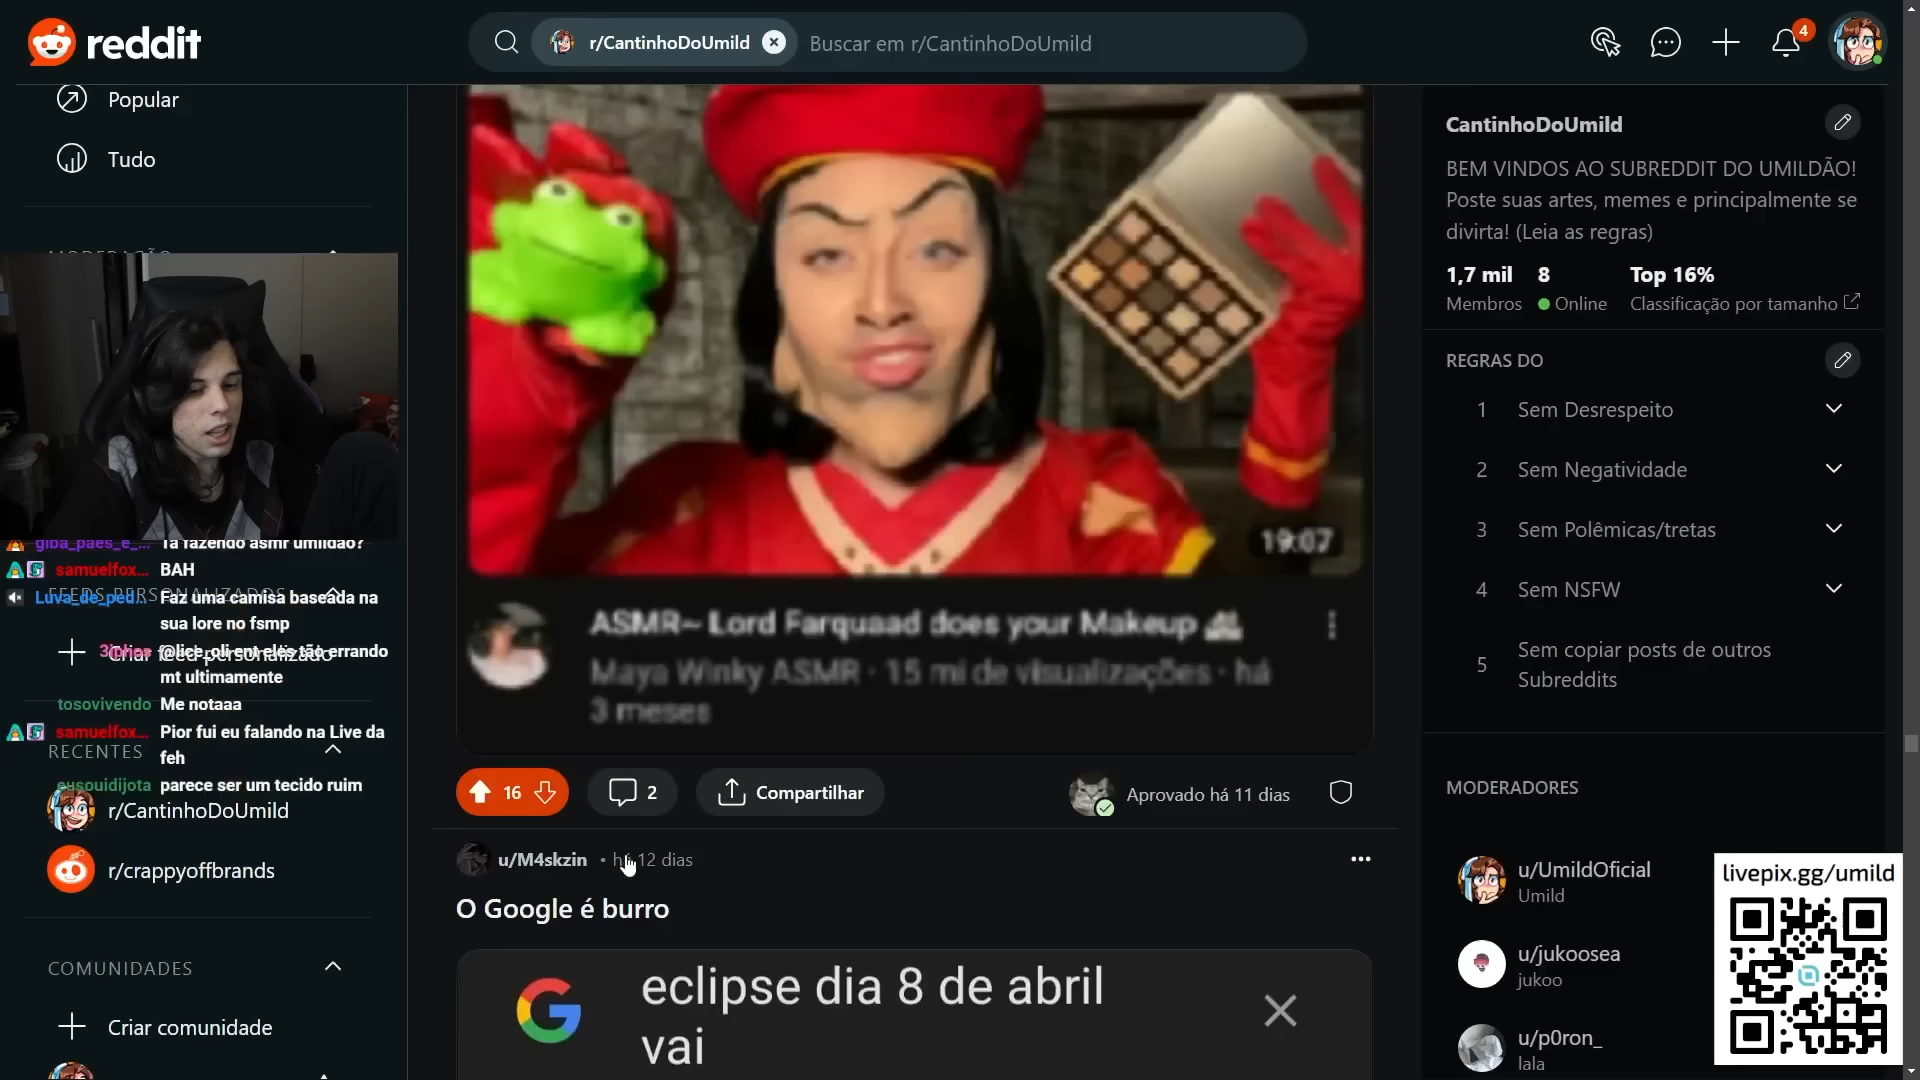 reddit
r/CantinhoDoUmild
Buscar em r/CantinhoDoUmild
4
Popular
Tudo
MODERAÇÃO
giba_paes_e_... Tá fazendo asmr umildão?
samuelfox... BAH
FEEDS PERSONALIZADOS
Luva_de_ped... Faz uma camisa baseada na
sua lore no fsmp
Criar feed personalizado
oli ent eles tão errando
mt ultimamente
tosovivendo Me notaaa
samuelfox... Pior fui eu falando na Live da
feh
RECENTES
eusouidijota parece ser um tecido ruim
r/CantinhoDoUmild
r/crappyoffbrands
COMUNIDADES
Criar comunidade
19:07
ASMR~ Lord Farquaad does your Makeup
Maya Winky ASMR · 15 mi de visualizações · há
3 meses
16
2
Compartilhar
Aprovado há 11 dias
u/M4skzin • há 12 dias
O Google é burro
eclipse dia 8 de abril
vai
CantinhoDoUmild
BEM VINDOS AO SUBREDDIT DO UMILDÃO!
Poste suas artes, memes e principalmente se
divirta! (Leia as regras)
1,7 mil 8 Top 16%
Membros Online Classificação por tamanho
REGRAS DO
1 Sem Desrespeito
2 Sem Negatividade
3 Sem Polêmicas/tretas
4 Sem NSFW
5 Sem copiar posts de outros
Subreddits
MODERADORES
u/UmildOficial
Umild
u/jukoosea
jukoo
u/p0ron_
lala
livepix.gg/umild